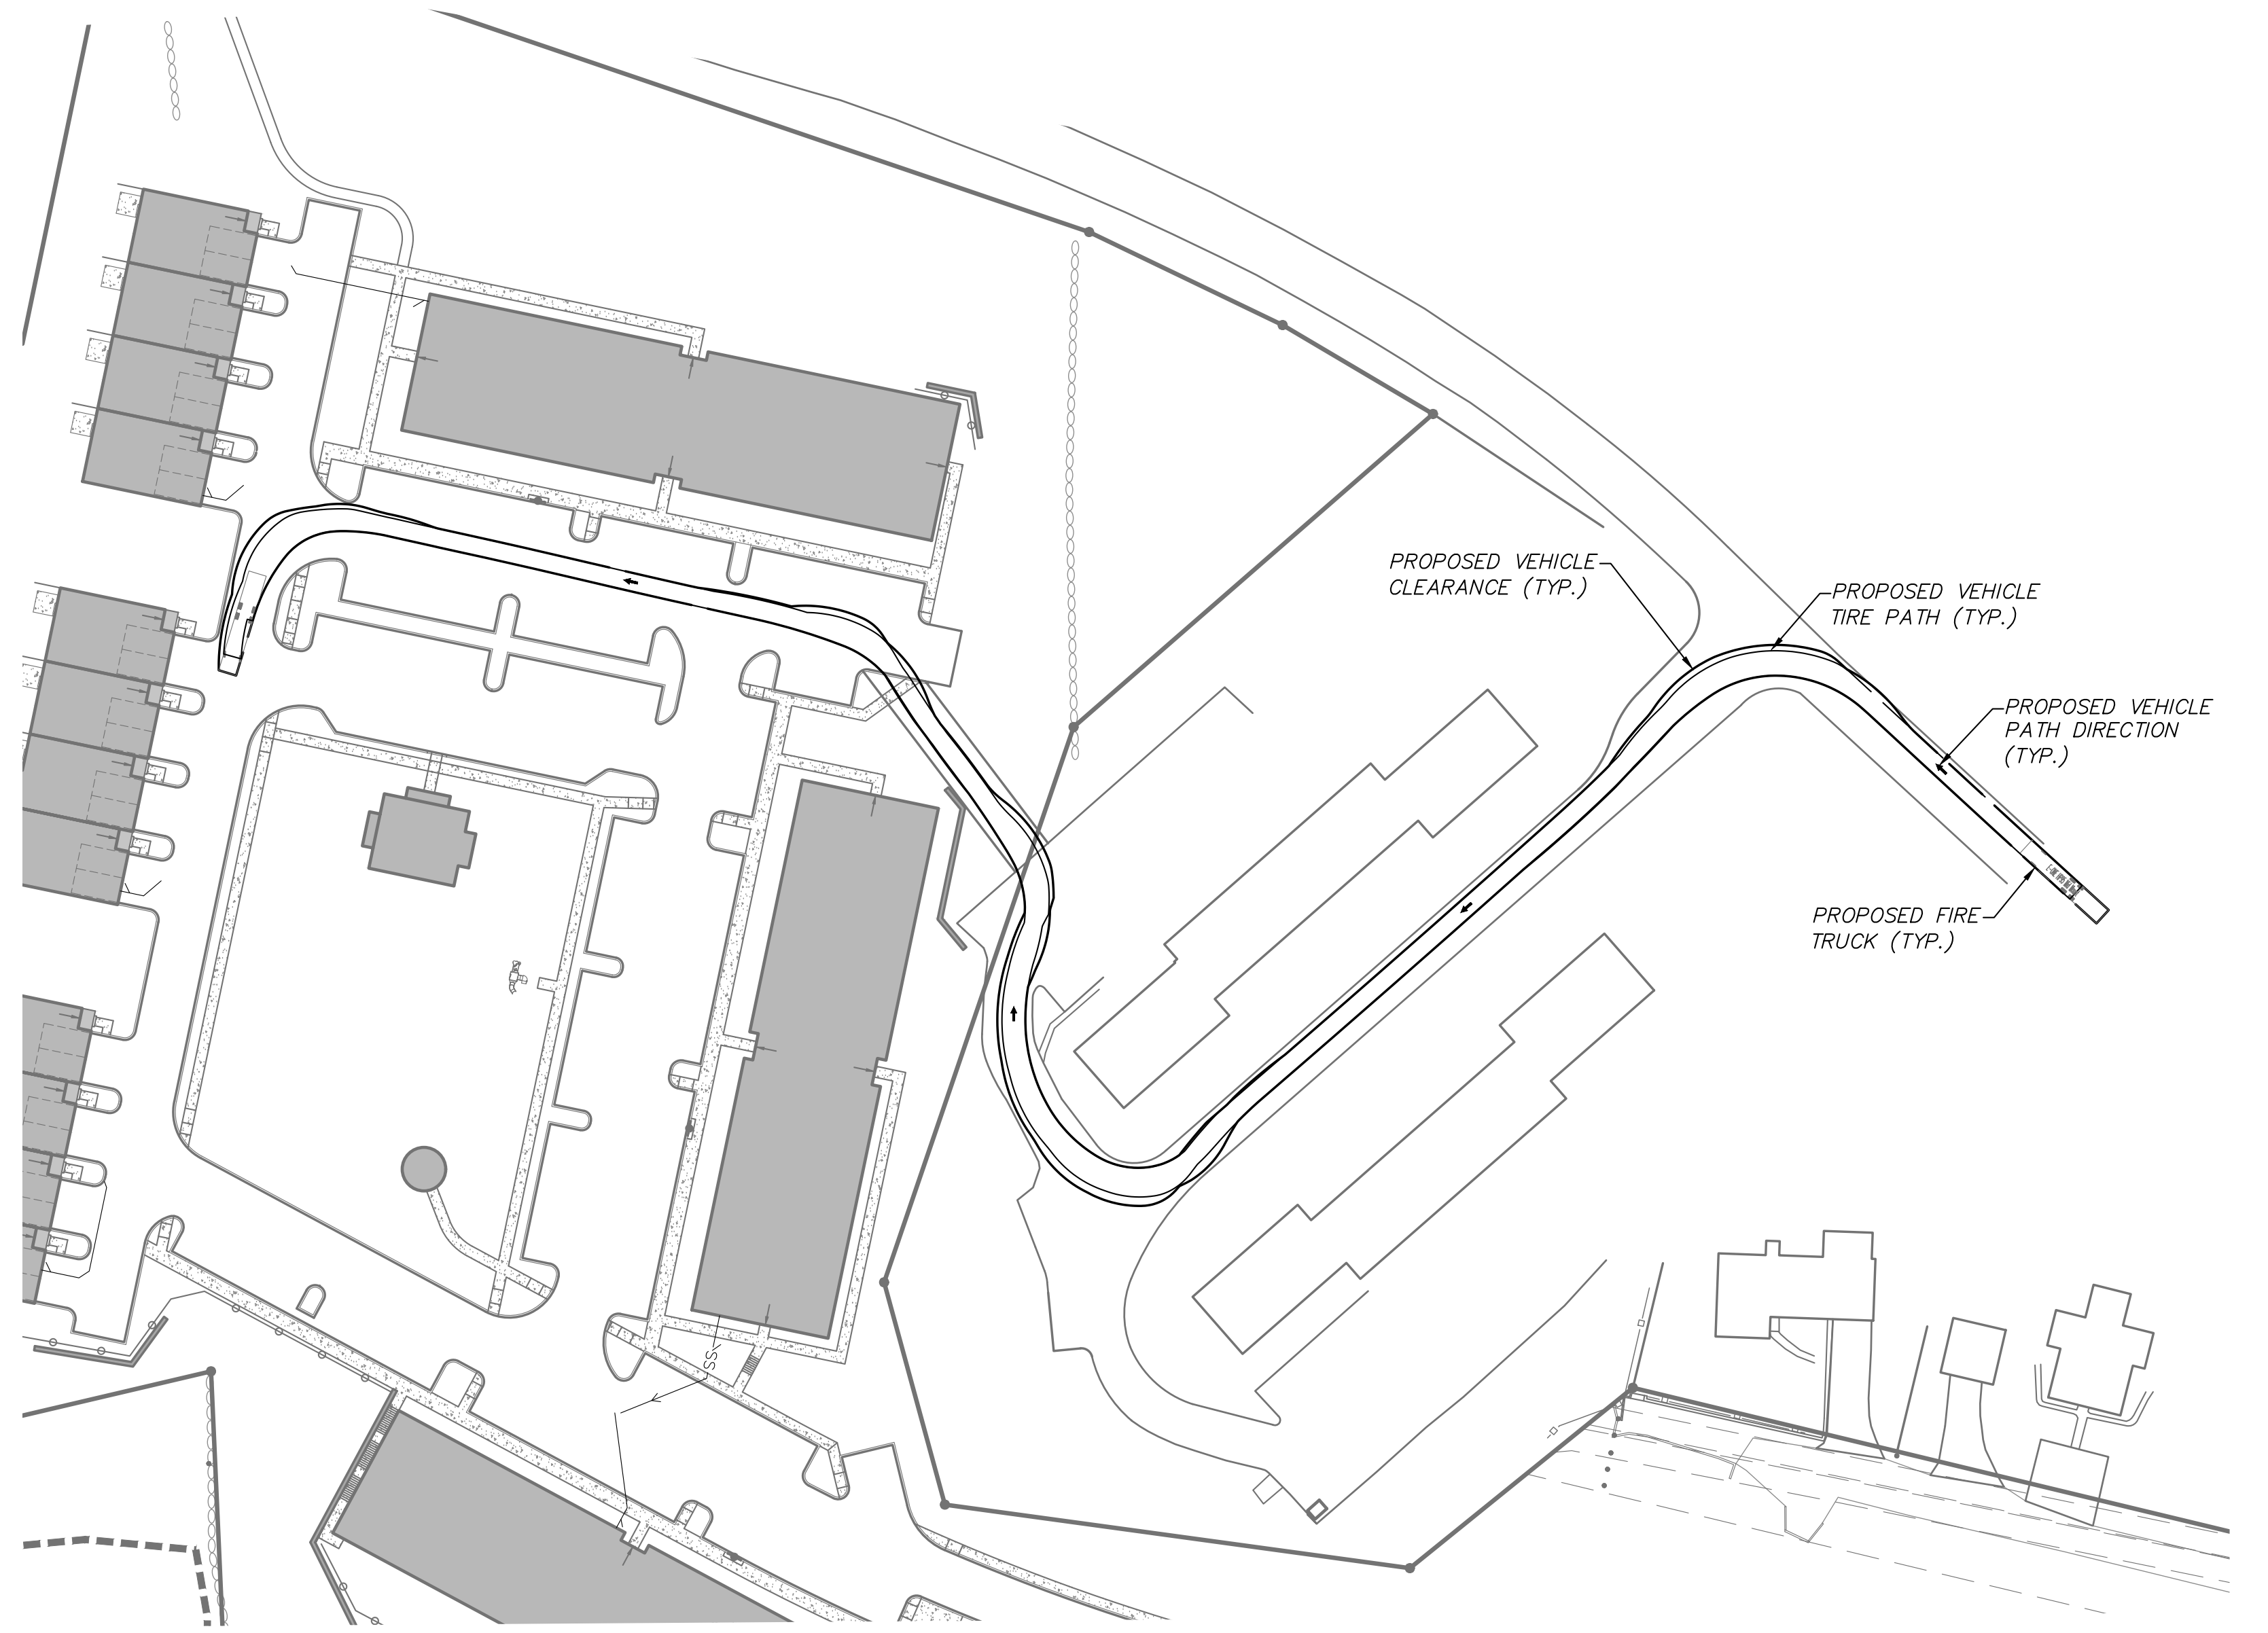 PROPOSED VEHICLE
CLEARANCE (TYP.)
PROPOSED VEHICLE
TIRE PATH (TYP.)
PROPOSED VEHICLE
PATH DIRECTION
(TYP.)
PROPOSED FIRE
TRUCK (TYP.)
SS